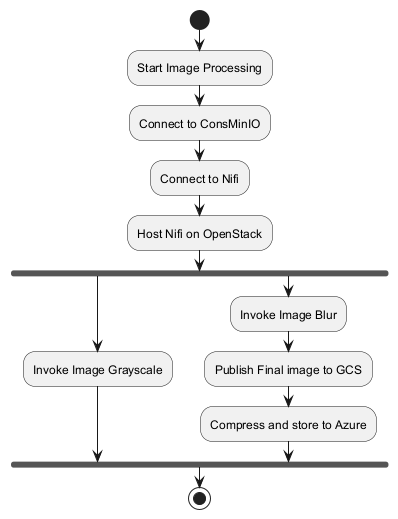 Start Image Processing
Connect to ConsMinIO
Connect to Nifi
Host Nifi on OpenStack
Invoke Image Blur
Invoke Image Grayscale
Publish Final image to GCS
Compress and store to Azure